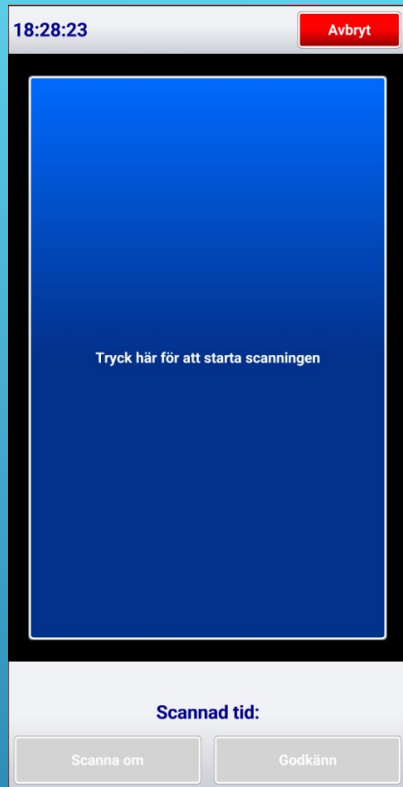 18:28:23
Avbryt
Tryck här för att starta scanningen
Scannad tid:
Scanna om
Godkänn